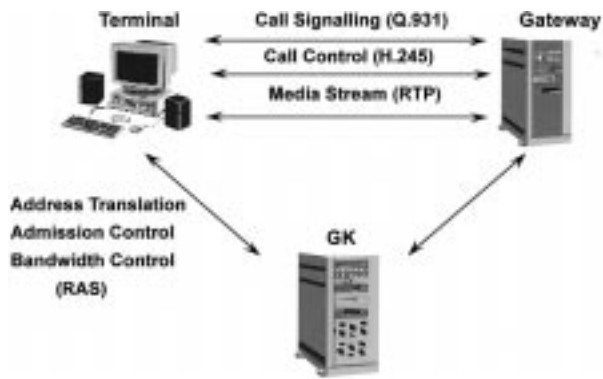 Terminal
Call Signalling (Q.931)
Gateway
Call Control (H.245)
Media Stream (RTP)
Address Translation
Admission Control
Bandwidth Control
(RAS)
GK